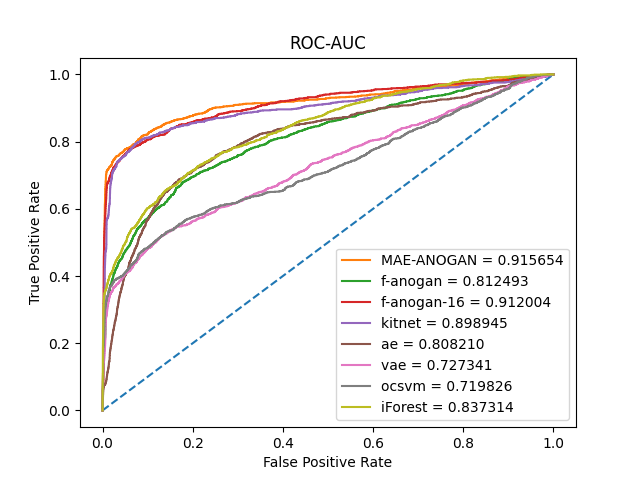 ROC-AUC
True Positive Rate
1.0
0.8
0.6
0.4
0.2
0.0
MAE-ANOGAN = 0.915654
f-anogan = 0.812493
f-anogan-16 = 0.912004
kitnet = 0.898945
ae = 0.808210
vae = 0.727341
ocsvm = 0.719826
iForest = 0.837314
0.0 0.2 0.4 0.6 0.8 1.0
False Positive Rate